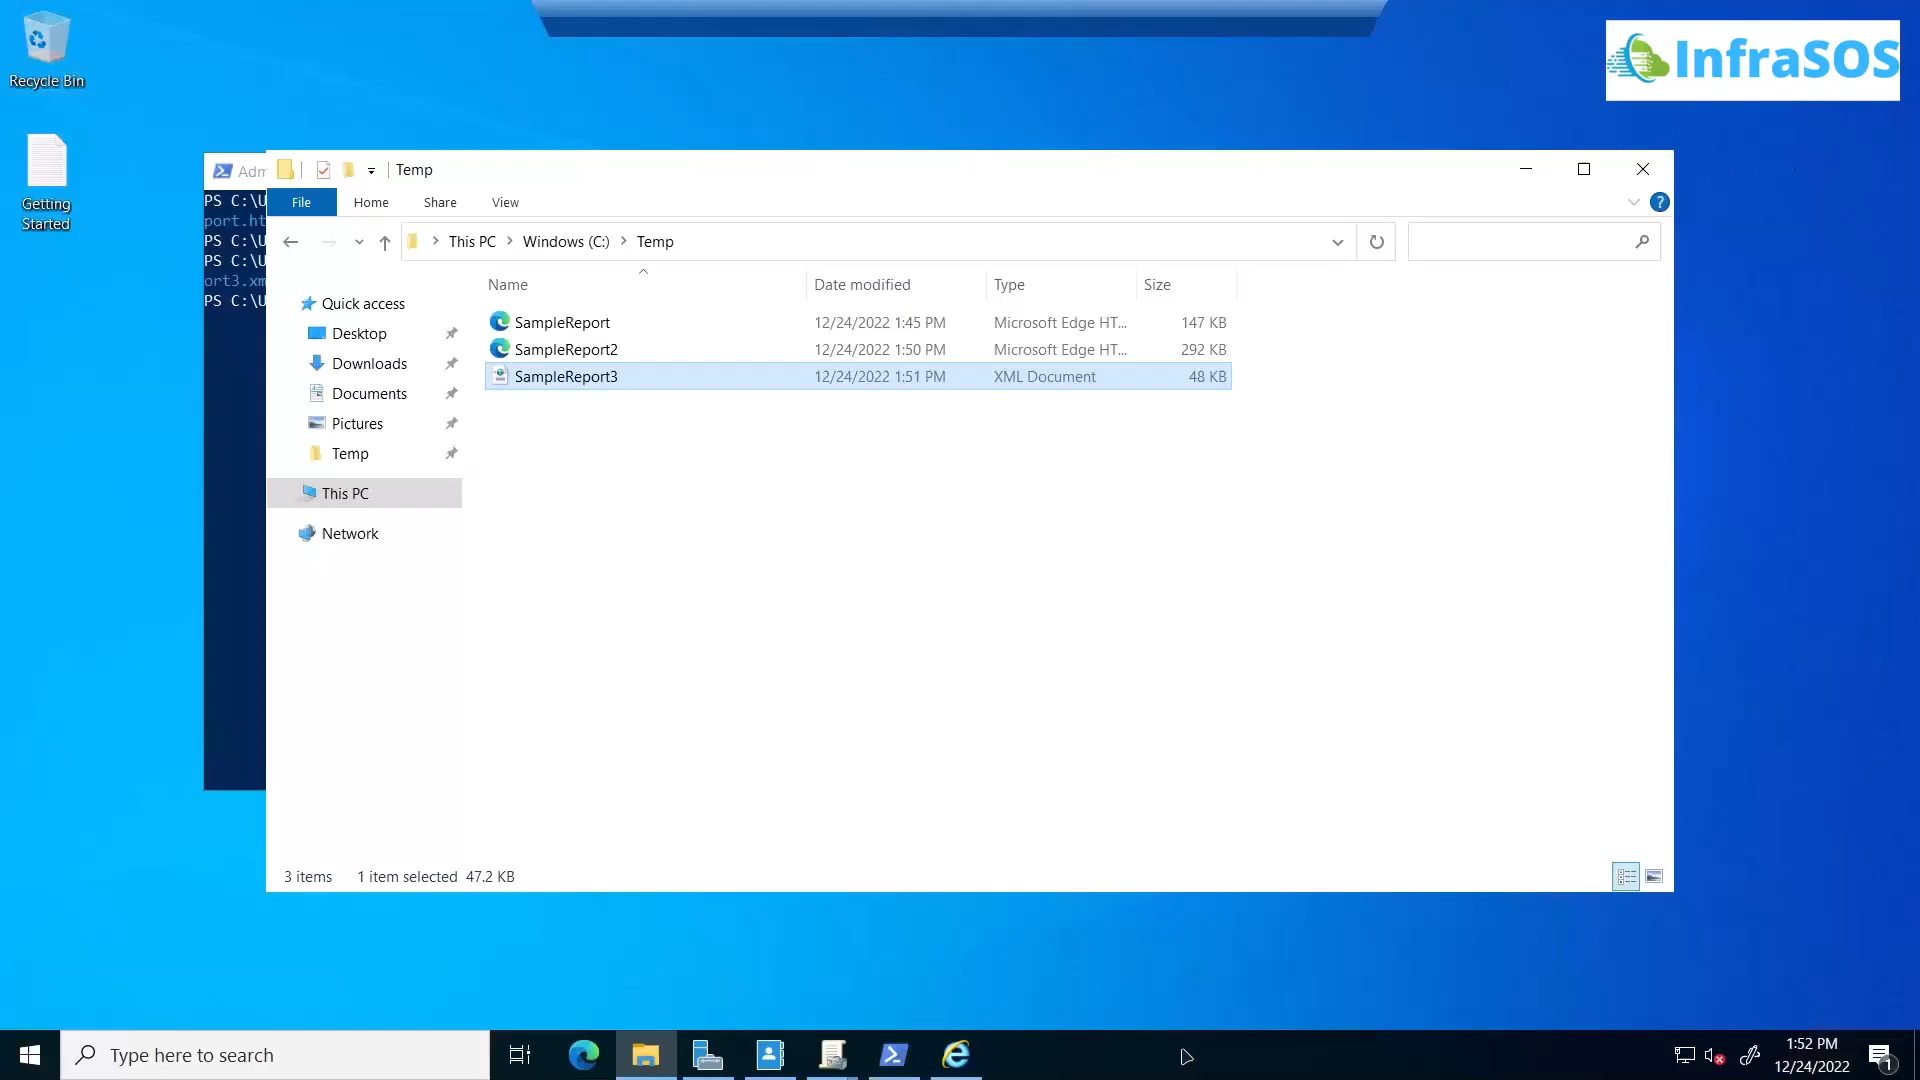 Recycle Bin
Getting
Started
InfraSOS
Adm
PS C:\U
port.ht
PS C:\U
PS C:\U
ort3.xm
PS C:\U
Temp
File Home Share View
This PC Windows (C:) Temp
Name Date modified Type Size
Quick access
Desktop
Downloads
Documents
Pictures
Temp
This PC
Network
SampleReport 12/24/2022 1:45 PM Microsoft Edge HT... 147 KB
SampleReport2 12/24/2022 1:50 PM Microsoft Edge HT... 292 KB
SampleReport3 12/24/2022 1:51 PM XML Document 48 KB
3 items 1 item selected 47.2 KB
Type here to search
1:52 PM
12/24/2022
1